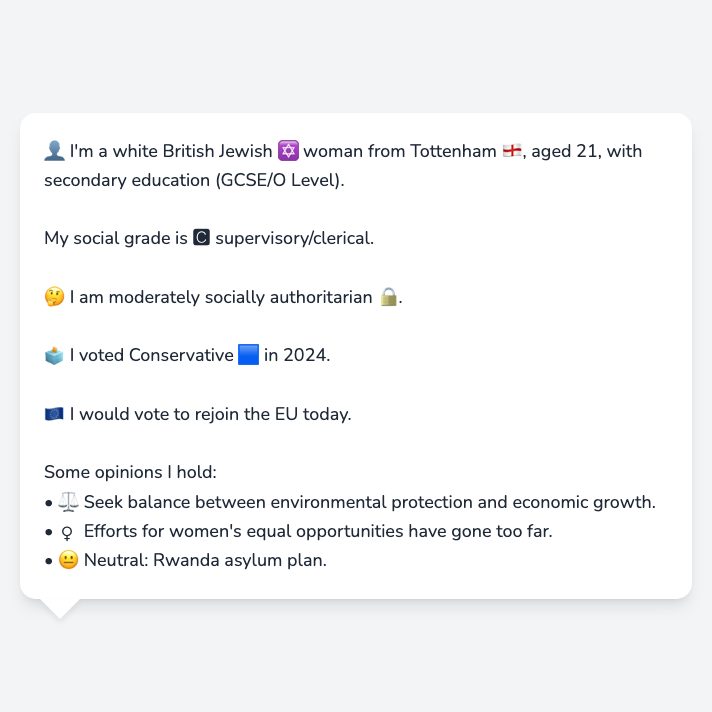 👤 I'm a white British Jewish 🔯 woman from Tottenham 🏴󠁧󠁢󠁥󠁮󠁧󠁿, aged 21, with
secondary education (GCSE/O Level).
My social grade is 🅲 supervisory/clerical.
🤔 I am moderately socially authoritarian 🔒.
🗳️ I voted Conservative 🟦 in 2024.
🇪🇺 I would vote to rejoin the EU today.
Some opinions I hold:
• ⚖️ Seek balance between environmental protection and economic growth.
• ♀ Efforts for women's equal opportunities have gone too far.
• 😐 Neutral: Rwanda asylum plan.